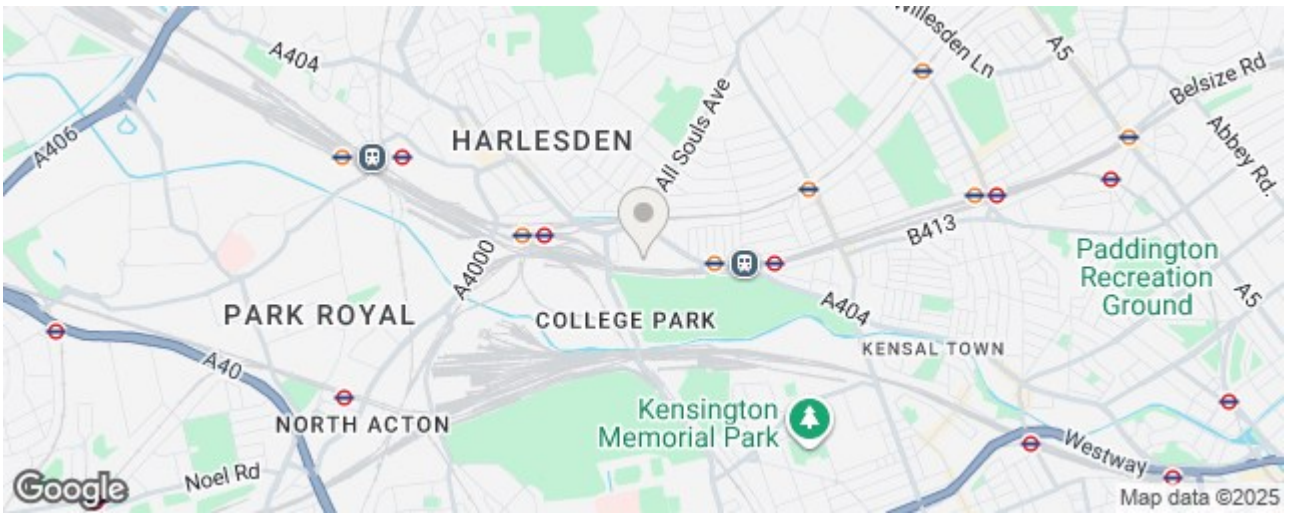 Willesden Ln
A5
A404
Belsize Rd
A406
HARLESDEN
All Souls Ave
Abbey Rd.
B413
A4000
Paddington
Recreation
Ground
A404
A5
PARK ROYAL
COLLEGE PARK
KENSAL TOWN
A40
Kensington
Memorial Park
NORTH ACTON
Westway
Noel Rd
Google
Map data ©2025